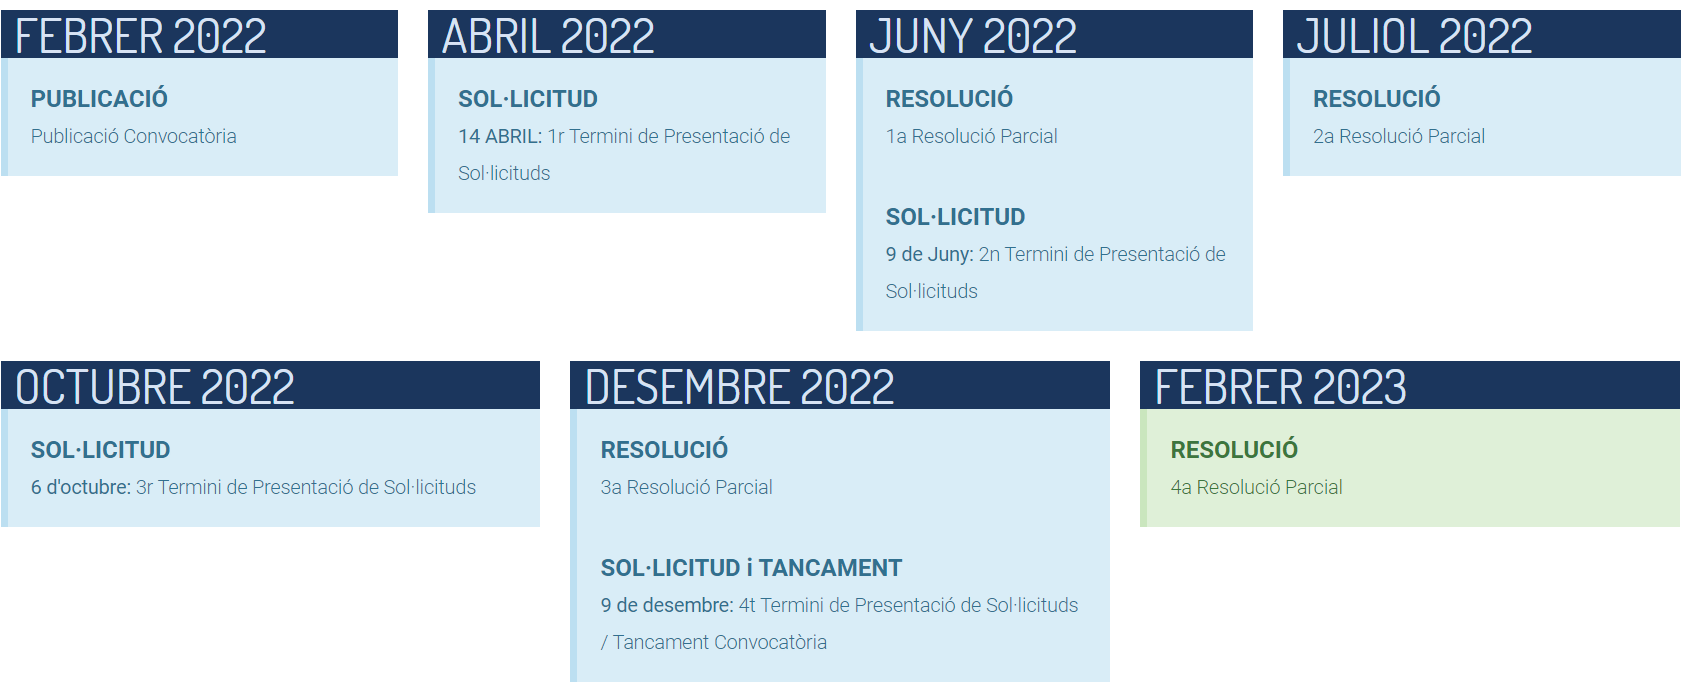 FEBRER 2022
PUBLICACIÓ
Publicació Convocatòria
ABRIL 2022
SOL·LICITUD
14 ABRIL: 1r Termini de Presentació de
Sol·licituds
JUNY 2022
RESOLUCIÓ
1a Resolució Parcial
SOL·LICITUD
9 de Juny: 2n Termini de Presentació de
Sol·licituds
JULIOL 2022
RESOLUCIÓ
2a Resolució Parcial
OCTUBRE 2022
SOL·LICITUD
6 d'octubre: 3r Termini de Presentació de Sol·licituds
DESEMBRE 2022
RESOLUCIÓ
3a Resolució Parcial
SOL·LICITUD i TANCAMENT
9 de desembre: 4t Termini de Presentació de Sol·licituds
/ Tancament Convocatòria
FEBRER 2023
RESOLUCIÓ
4a Resolució Parcial